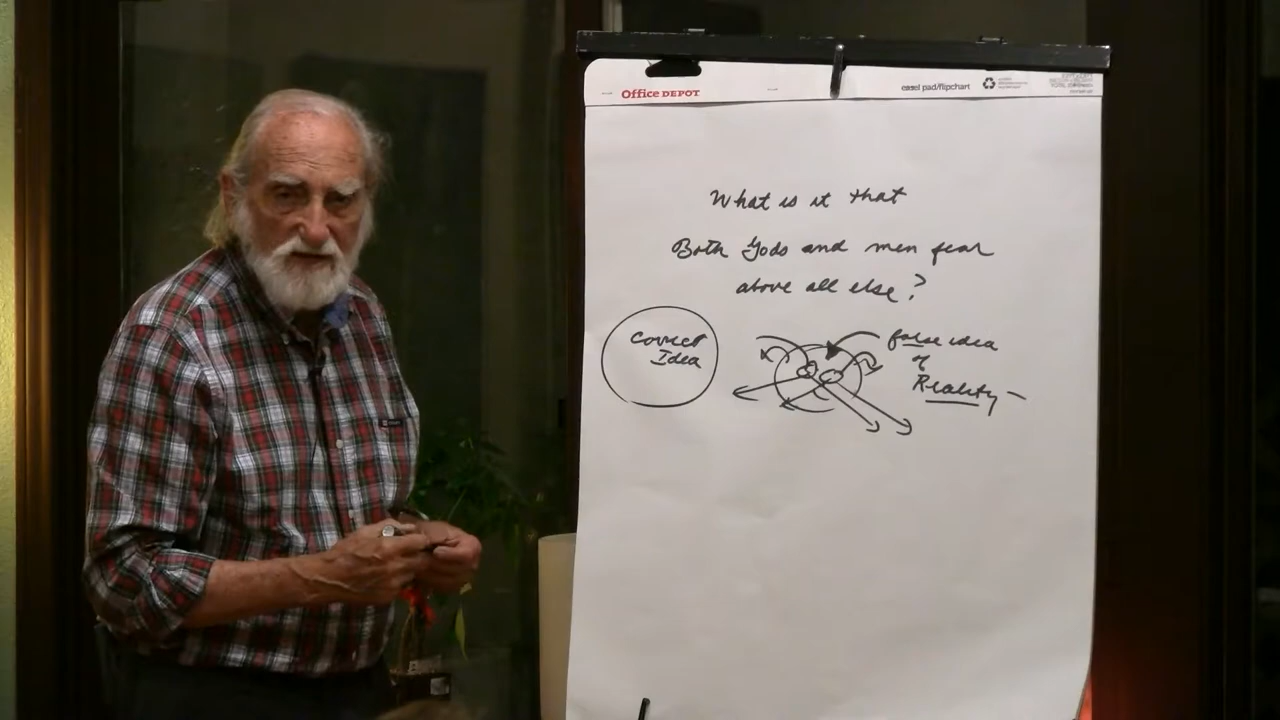 Office DEPOT
easel pad/flipchart
What is it that
Both Gods and men fear
above all else?
Correct
Idea
false idea
of
Reality -